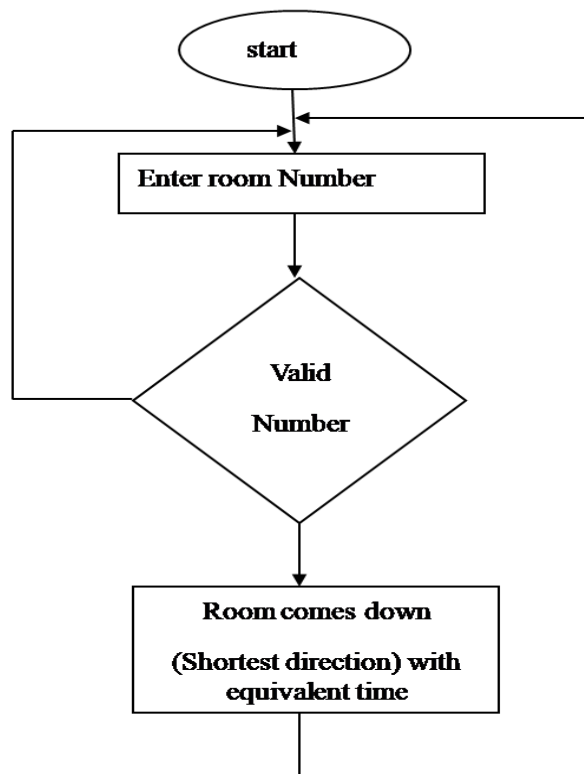 start
Enter room Number
Valid
Number
Room comes down
(Shortest direction) with
equivalent time